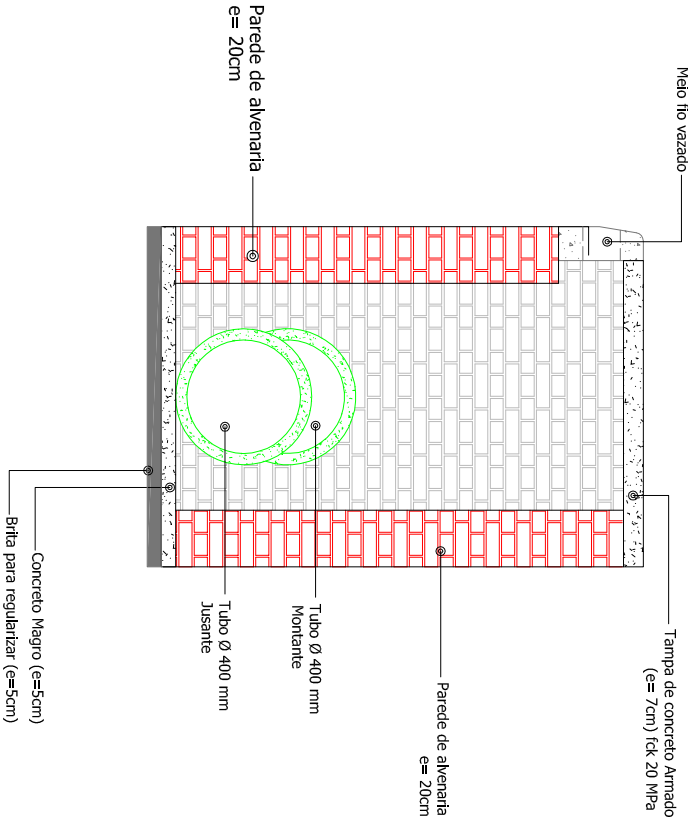 Meio fio vazado
Parede de alvenaria
e= 20cm
Tampa de concreto Armado
(e= 7cm) fck 20 MPa
Parede de alvenaria
e= 20cm
Tubo Ø 400 mm
Montante
Tubo Ø 400 mm
Jusante
Concreto Magro (e=5cm)
Brita para regularizar (e=5cm)